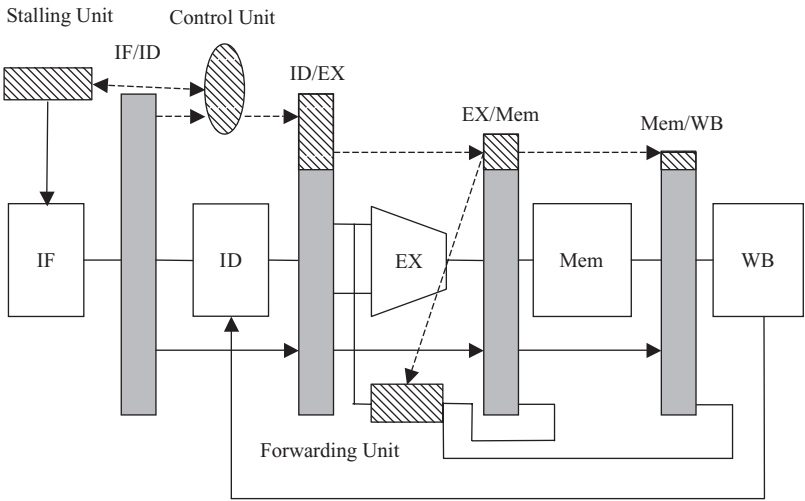 Stalling Unit
Control Unit
IF/ID
ID/EX
EX/Mem
Mem/WB
IF
ID
EX
Mem
WB
Forwarding Unit